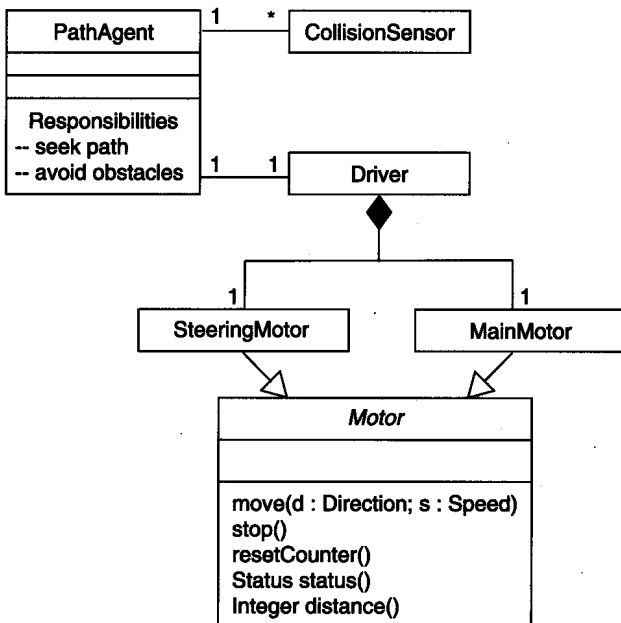 PathAgent
1
*
CollisionSensor
Responsibilities
-- seek path
-- avoid obstacles
1
1
Driver
1
1
SteeringMotor
MainMotor
Motor
move(d : Direction; s : Speed)
stop()
resetCounter()
Status status()
Integer distance()